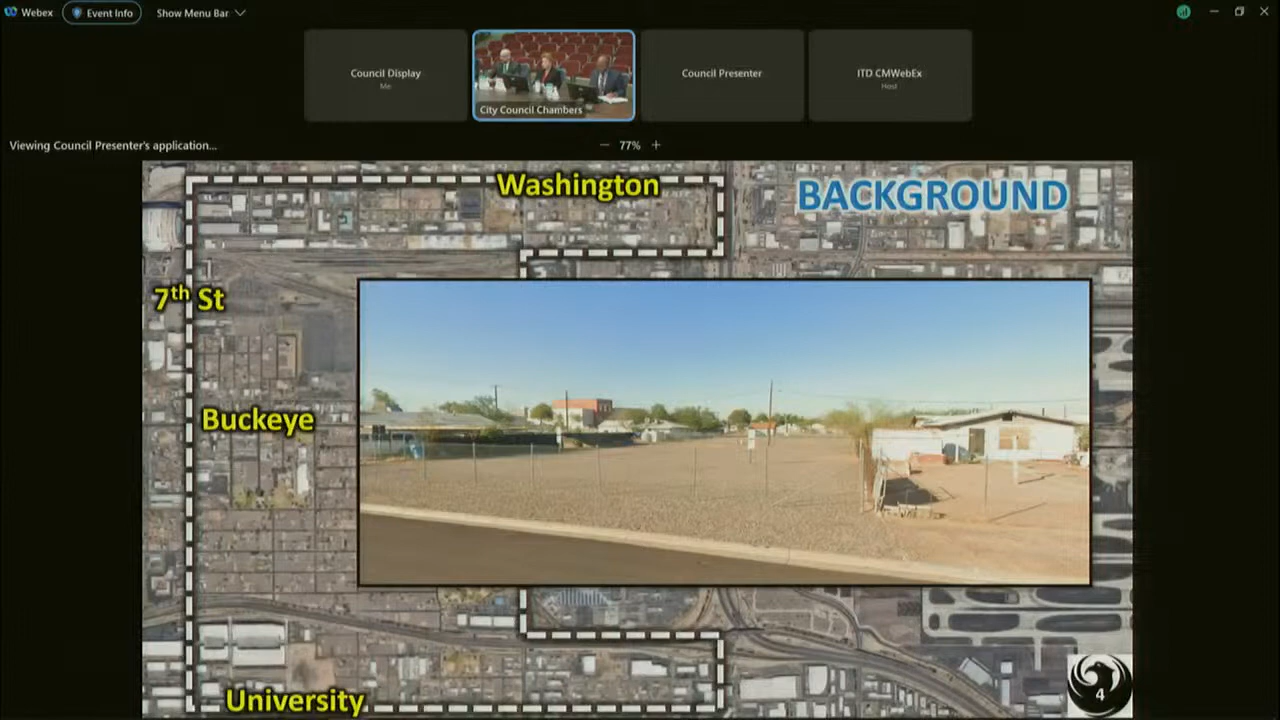 Webex
Event Info
Show Menu Bar
Council Display
Me
City Council Chambers
Council Presenter
ITD CMWebEx
Host
Viewing Council Presenter's application...
77%
Washington
BACKGROUND
7th St
Buckeye
University
4